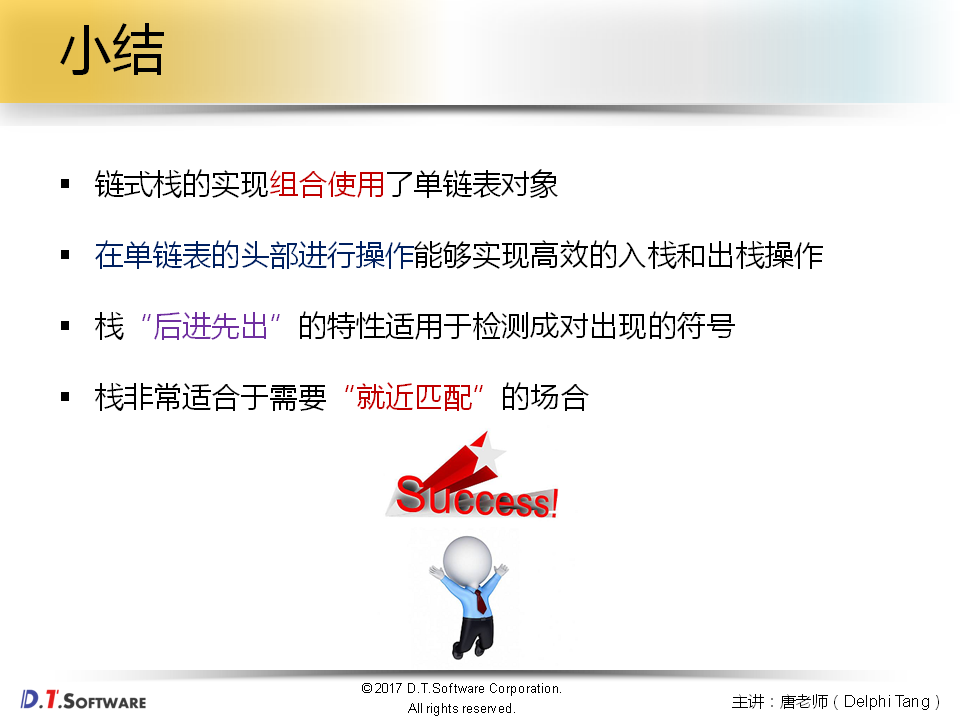 小结
链式栈的实现组合使用了单链表对象
在单链表的头部进行操作能够实现高效的入栈和出栈操作
栈“后进先出”的特性适用于检测成对出现的符号
栈非常适合于需要“就近匹配”的场合
Success!
D.T.SOFTWARE
©2017 D.T.Software Corporation.
All rights reserved.
主讲：唐老师（Delphi Tang）